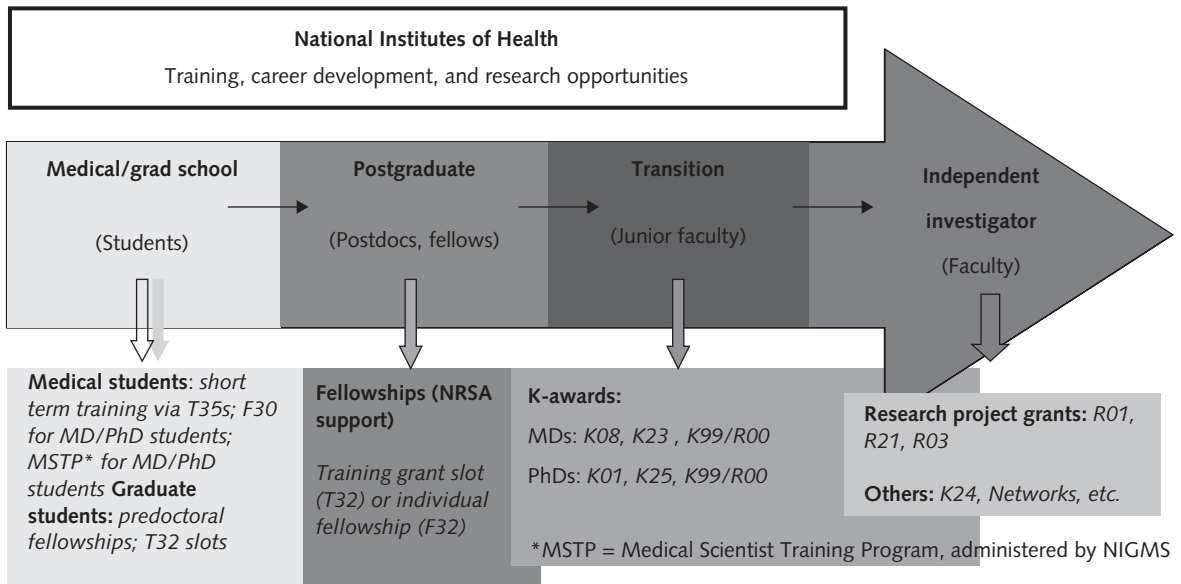 National Institutes of Health
Training, career development, and research opportunities
Medical/grad school
(Students)
Postgraduate
(Postdocs, fellows)
Transition
(Junior faculty)
Independent
investigator
(Faculty)
Medical students: short
term training via T35s; F30
for MD/PhD students;
MSTP* for MD/PhD
students Graduate
students: predoctoral
fellowships; T32 slots
Fellowships (NRSA
support)
Training grant slot
(T32) or individual
fellowship (F32)
K-awards:
MDs: K08, K23 , K99/R00
PhDs: K01, K25, K99/R00
Research project grants: R01,
R21, R03
Others: K24, Networks, etc.
*MSTP = Medical Scientist Training Program, administered by NIGMS